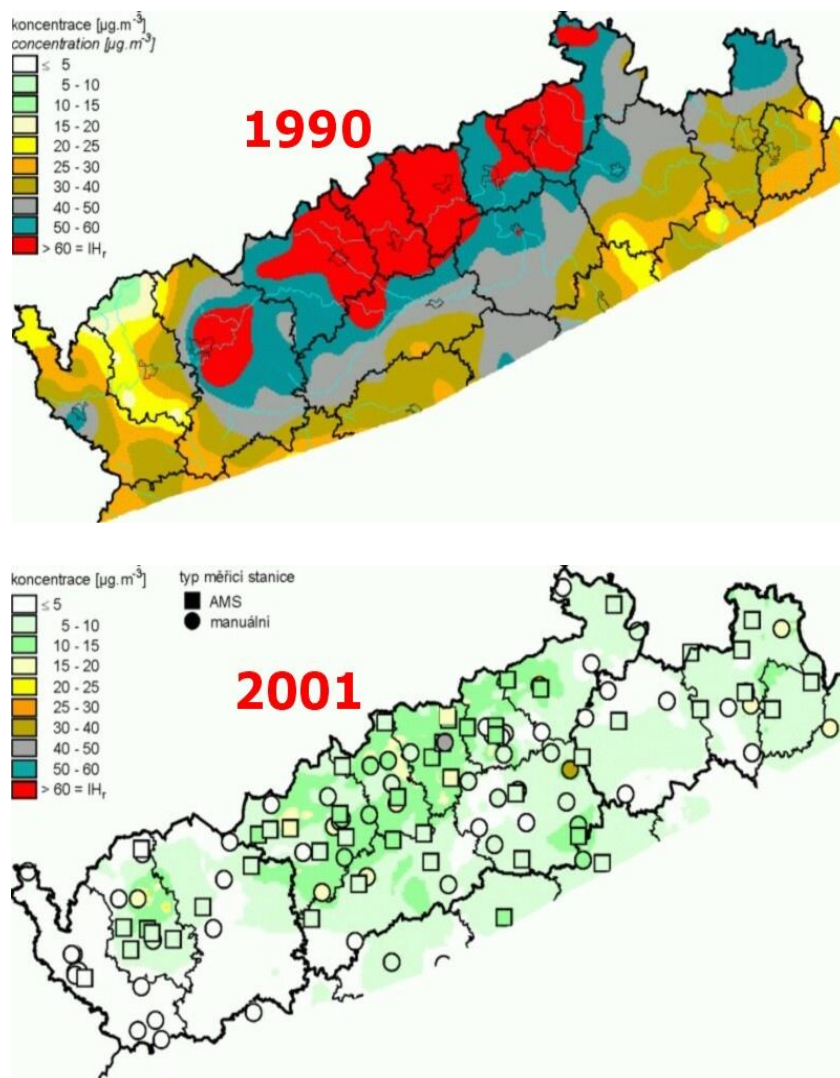 koncentrace [µg.m⁻³]
concentration [µg.m⁻³]
≤ 5
5 - 10
10 - 15
15 - 20
20 - 25
25 - 30
30 - 40
40 - 50
50 - 60
> 60 = IHr
1990
koncentrace [µg.m⁻³]
≤ 5
5 - 10
10 - 15
15 - 20
20 - 25
25 - 30
30 - 40
40 - 50
50 - 60
> 60 = IHr
typ měřicí stanice
AMS
manuální
2001